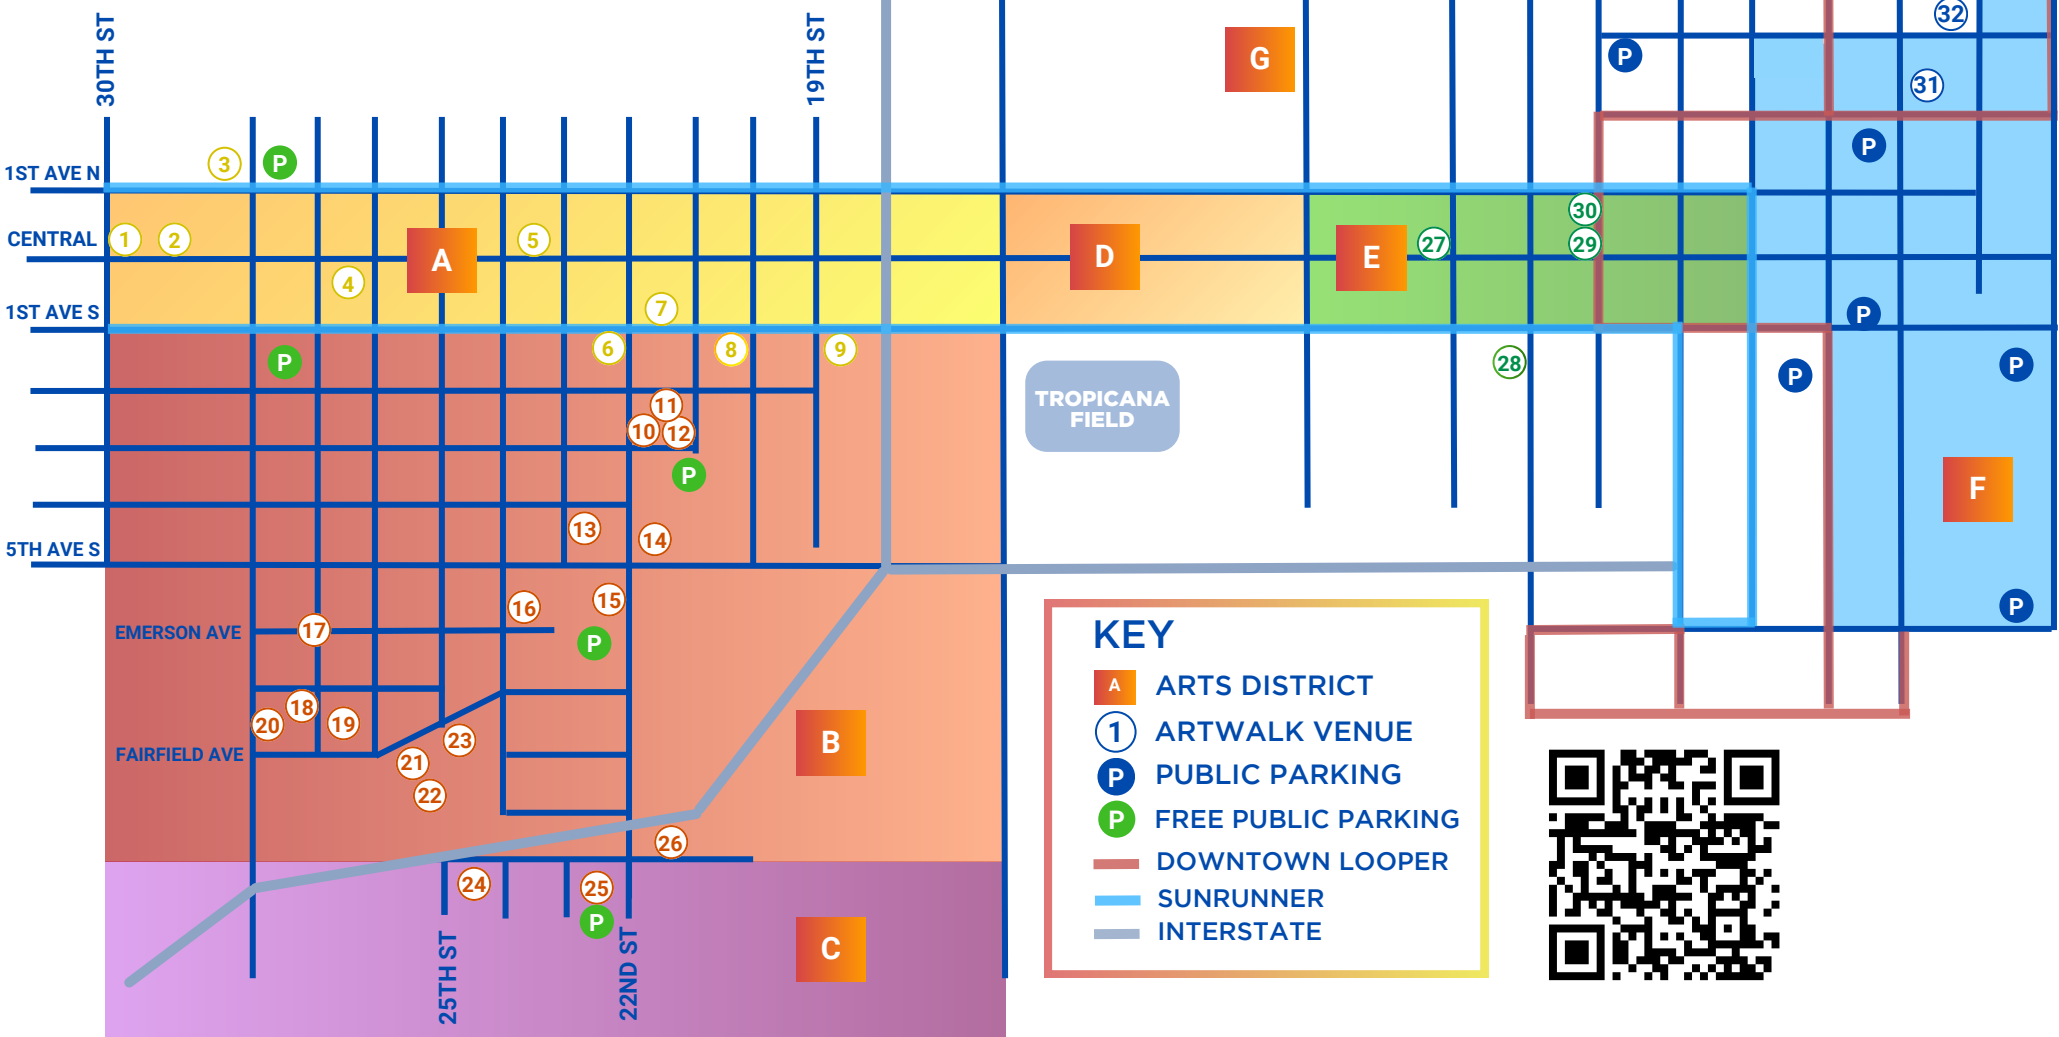 30TH ST
19TH ST
32
P
G
31
P
3
P
1ST AVE N
30
CENTRAL
1
2
5
27
29
A
D
E
4
1ST AVE S
7
P
6
8
9
P
28
P
P
TROPICANA
FIELD
11
10
12
P
F
13
14
5TH AVE S
16
15
P
EMERSON AVE
17
P
18
20
19
23
FAIRFIELD AVE
21
22
B
26
24
25
P
C
25TH ST
22ND ST
KEY
A ARTS DISTRICT
1 ARTWALK VENUE
P PUBLIC PARKING
P FREE PUBLIC PARKING
DOWNTOWN LOOPER
SUNRUNNER
INTERSTATE